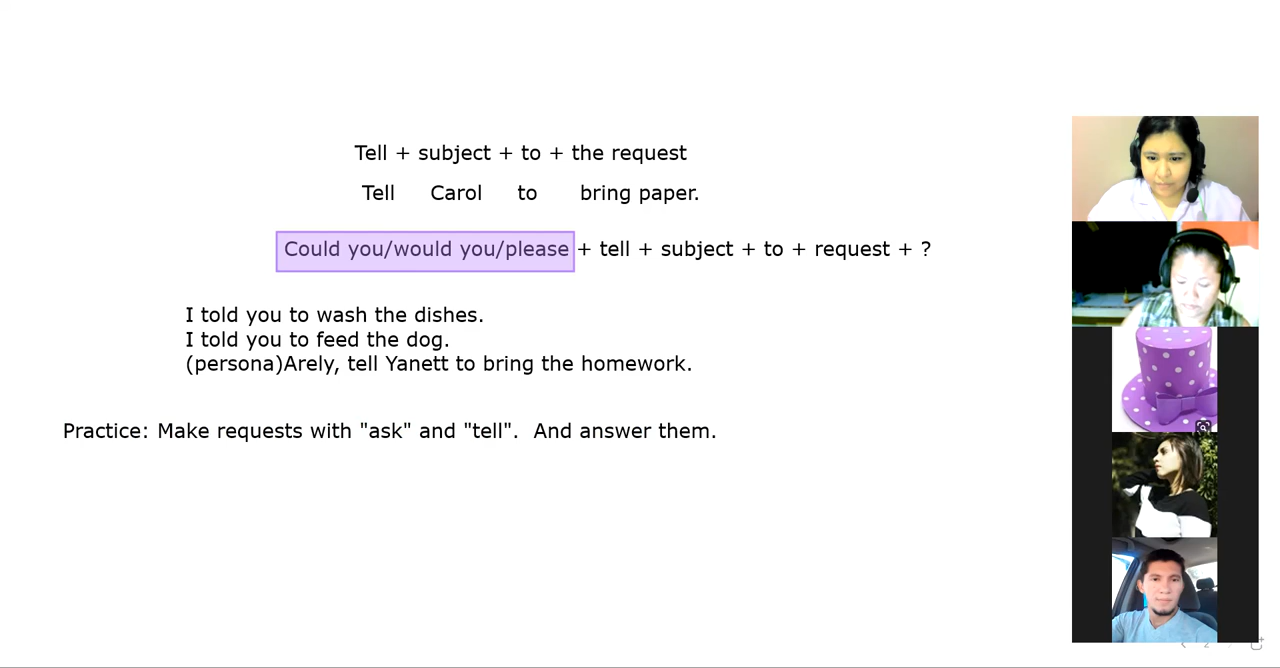 Tell + subject + to + the request
Tell Carol to bring paper.
Could you/would you/please + tell + subject + to + request + ?
I told you to wash the dishes.
I told you to feed the dog.
(persona)Arely, tell Yanett to bring the homework.
Practice: Make requests with "ask" and "tell". And answer them.